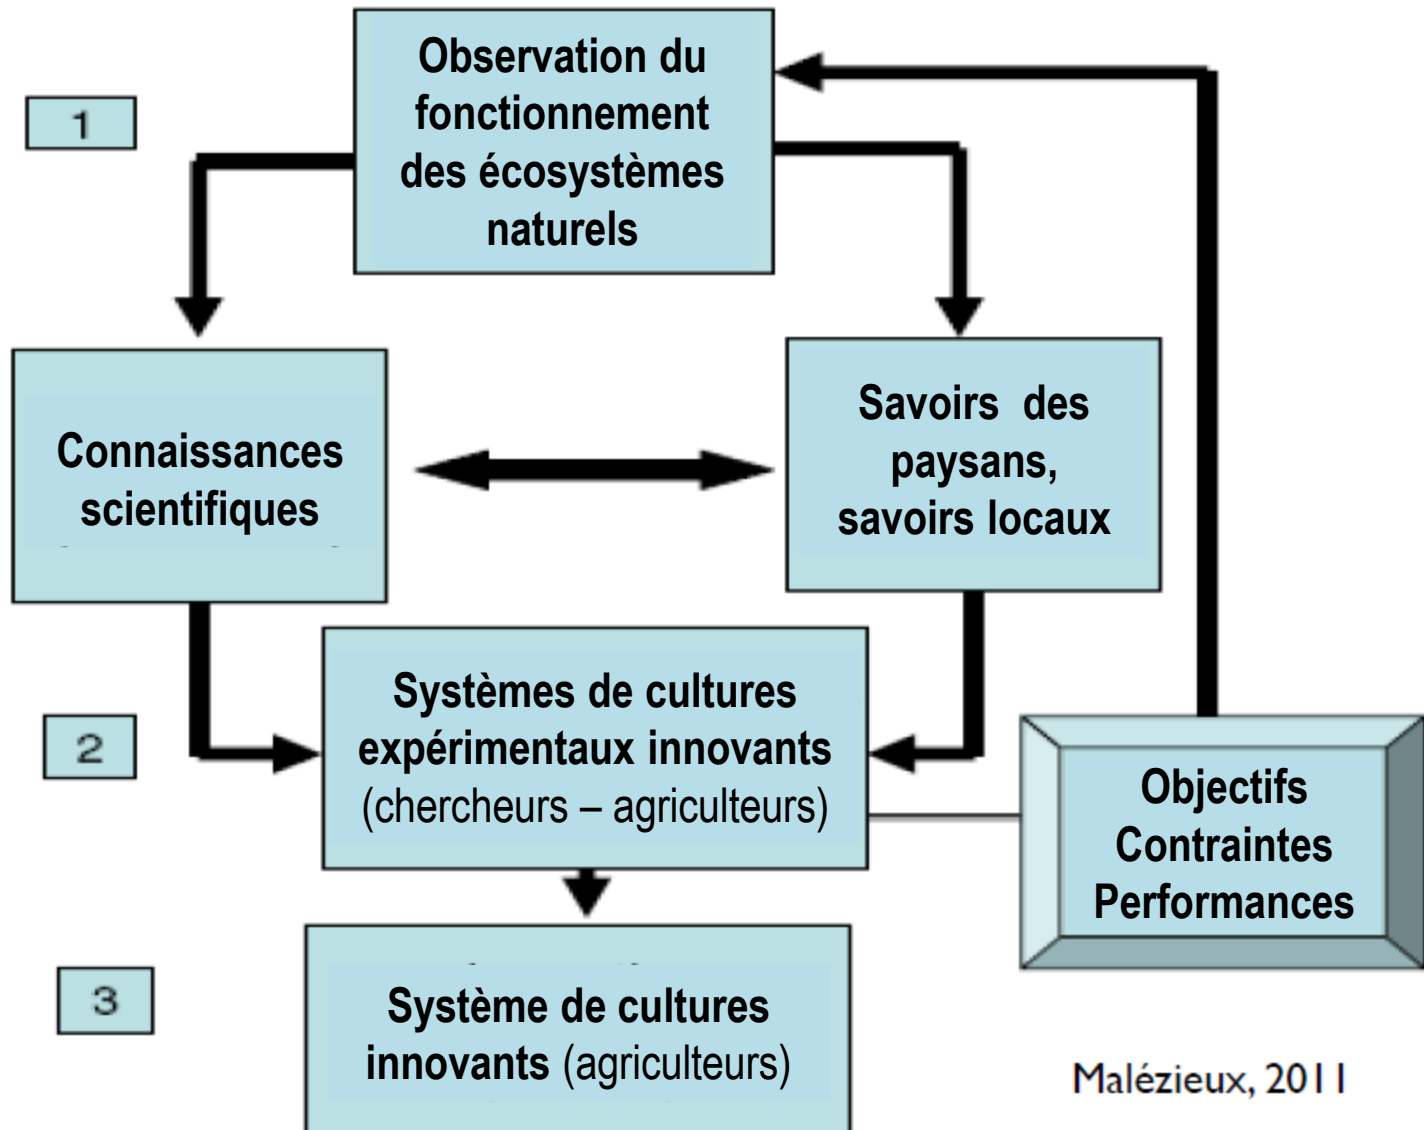 Observation du
fonctionnement
des écosystèmes
naturels
1
Connaissances
scientifiques
Savoirs des
paysans,
savoirs locaux
Systèmes de cultures
expérimentaux innovants
(chercheurs – agriculteurs)
2
Objectifs
Contraintes
Performances
3
Système de cultures
innovants (agriculteurs)
Malézieux, 2011